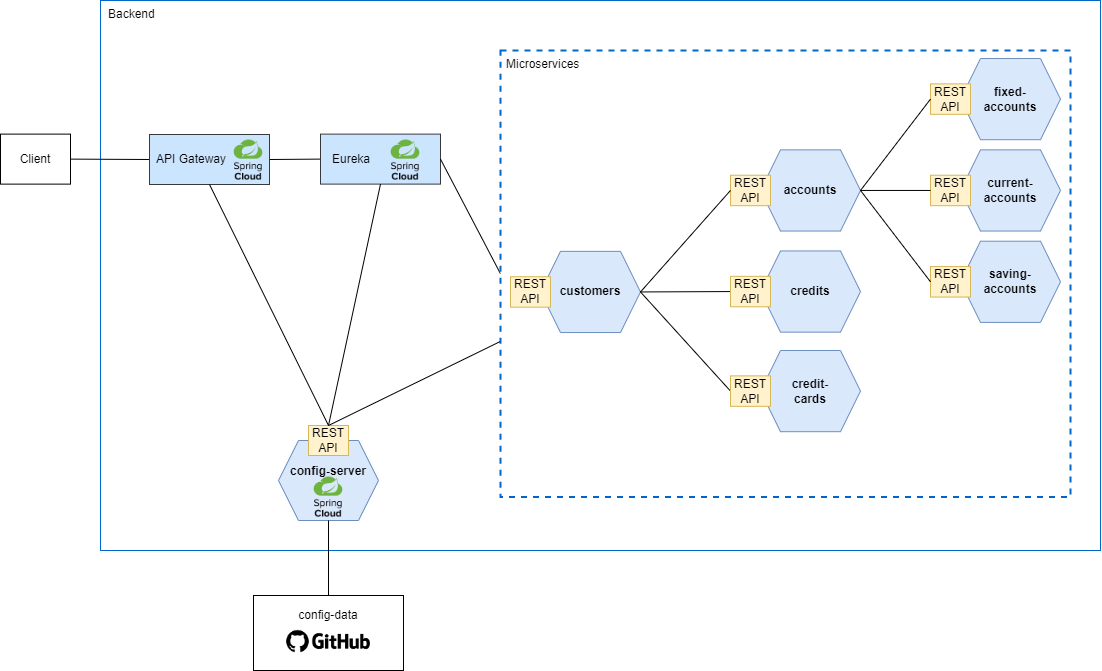 Backend
Microservices
Client
API Gateway
Spring
Cloud
Eureka
Spring
Cloud
REST
API
customers
REST
API
accounts
REST
API
credits
REST
API
credit-
cards
REST
API
fixed-
accounts
REST
API
current-
accounts
REST
API
saving-
accounts
REST
API
config-server
Spring
Cloud
config-data
GitHub